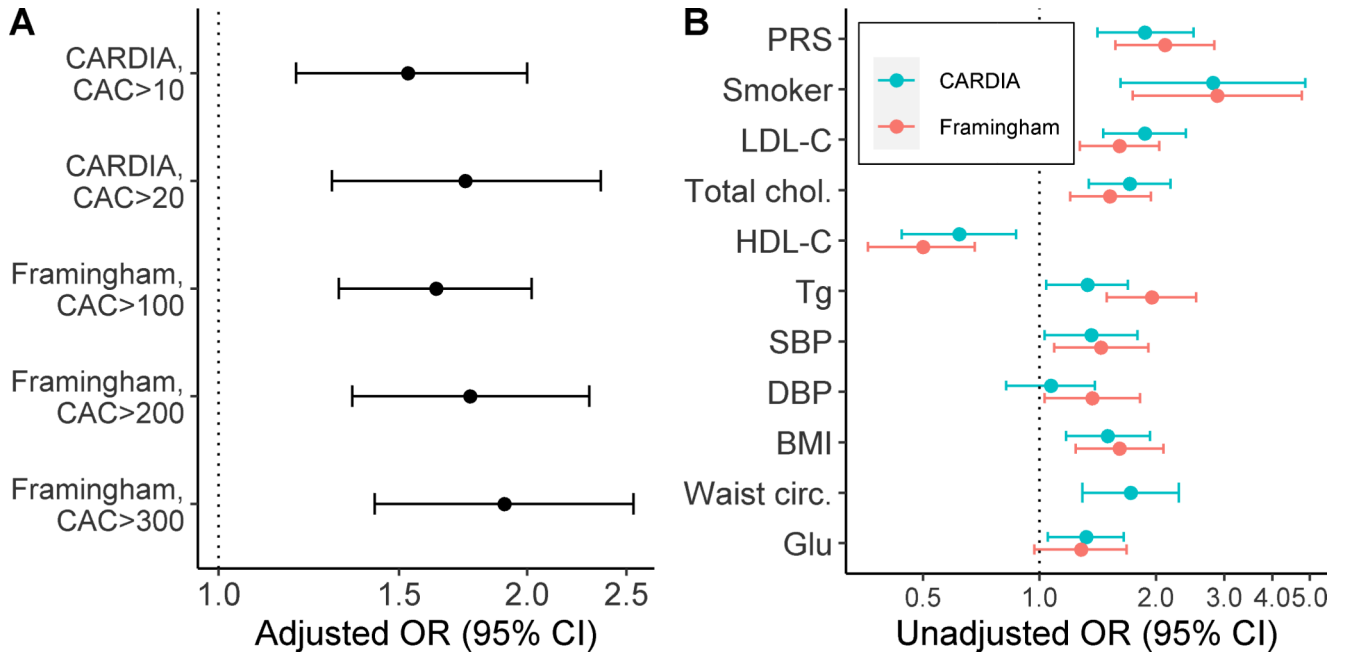 A
CARDIA,
CAC>10
CARDIA,
CAC>20
Framingham,
CAC>100
Framingham,
CAC>200
Framingham,
CAC>300
1.0 1.5 2.0 2.5
Adjusted OR (95% CI)
B
CARDIA
Framingham
PRS
Smoker
LDL-C
Total chol.
HDL-C
Tg
SBP
DBP
BMI
Waist circ.
Glu
0.5 1.0 2.0 3.0 4.0 5.0
Unadjusted OR (95% CI)